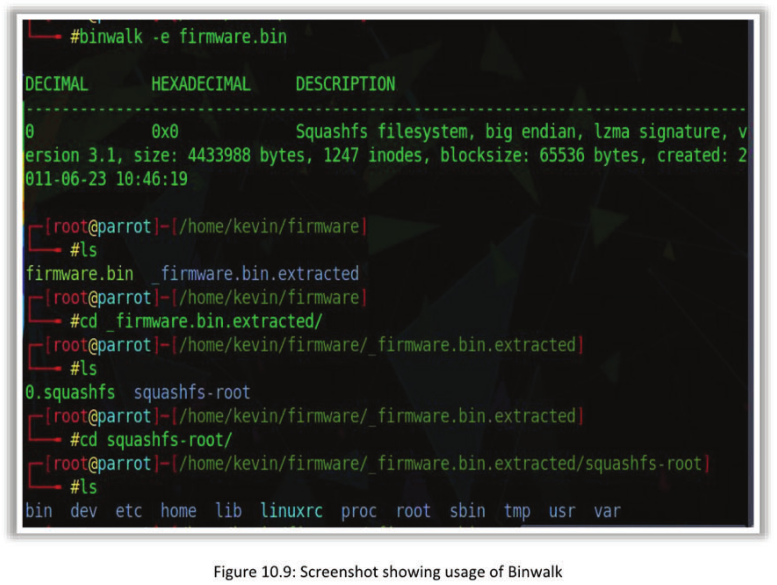 #binwalk -e firmware.bin
DECIMAL HEXADECIMAL DESCRIPTION
--------------------------------------------------------------------------------
0 0x0 Squashfs filesystem, big endian, lzma signature, v
ersion 3.1, size: 4433988 bytes, 1247 inodes, blocksize: 65536 bytes, created: 2
011-06-23 10:46:19
[root@parrot]-[/home/kevin/firmware]
#ls
firmware.bin _firmware.bin.extracted
[root@parrot]-[/home/kevin/firmware]
#cd _firmware.bin.extracted/
[root@parrot]-[/home/kevin/firmware/_firmware.bin.extracted]
#ls
0.squashfs squashfs-root
[root@parrot]-[/home/kevin/firmware/_firmware.bin.extracted]
#cd squashfs-root/
[root@parrot]-[/home/kevin/firmware/_firmware.bin.extracted/squashfs-root]
#ls
bin dev etc home lib linuxrc proc root sbin tmp usr var
Figure 10.9: Screenshot showing usage of Binwalk